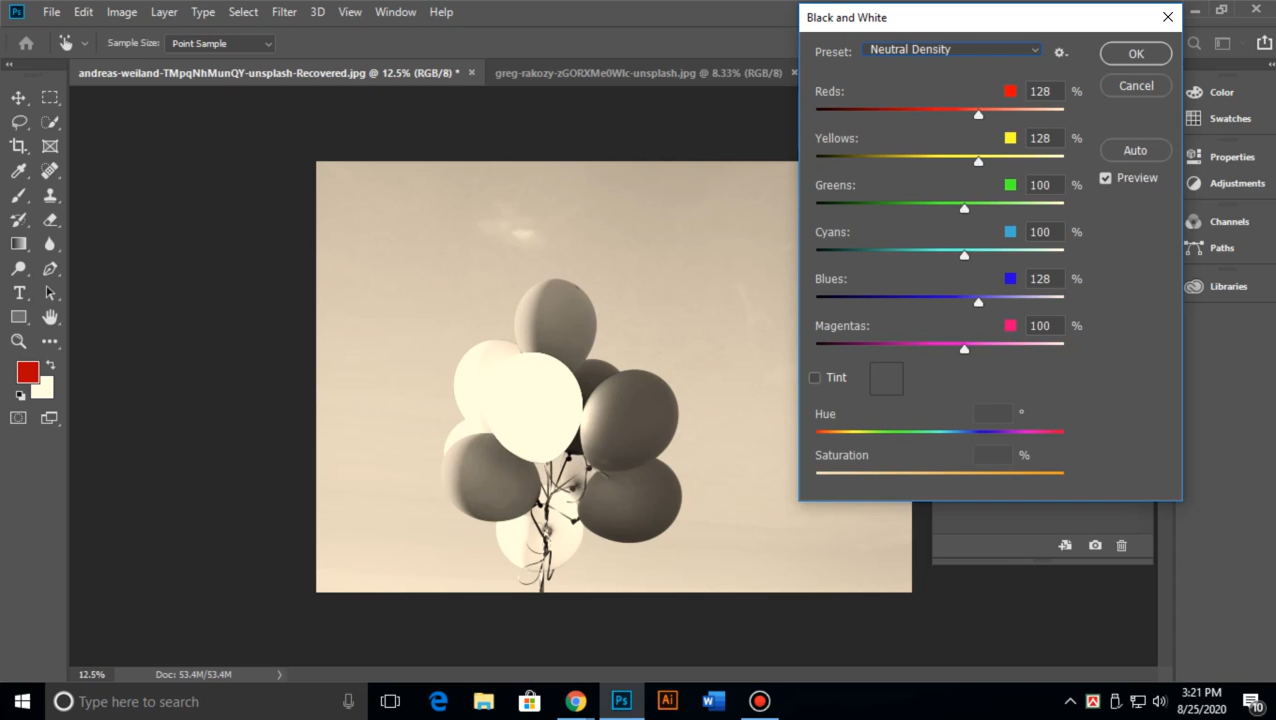 Ps File Edit Image Layer Type Select Filter 3D View Window Help
Sample Size: Point Sample
andreas-weiland-TMpqNhMunQY-unsplash-Recovered.jpg @ 12.5% (RGB/8) * ×
greg-rakozy-zGORXMe0WIc-unsplash.jpg @ 8.33% (RGB/8) ×
Black and White
Preset: Neutral Density
OK
Cancel
Auto
Preview
Reds: 128 %
Yellows: 128 %
Greens: 100 %
Cyans: 100 %
Blues: 128 %
Magentas: 100 %
Tint
Hue °
Saturation %
Color
Swatches
Properties
Adjustments
Channels
Paths
Libraries
12.5% Doc: 53.4M/53.4M
Type here to search
Ps
Ai
W
3:21 PM
8/25/2020
10